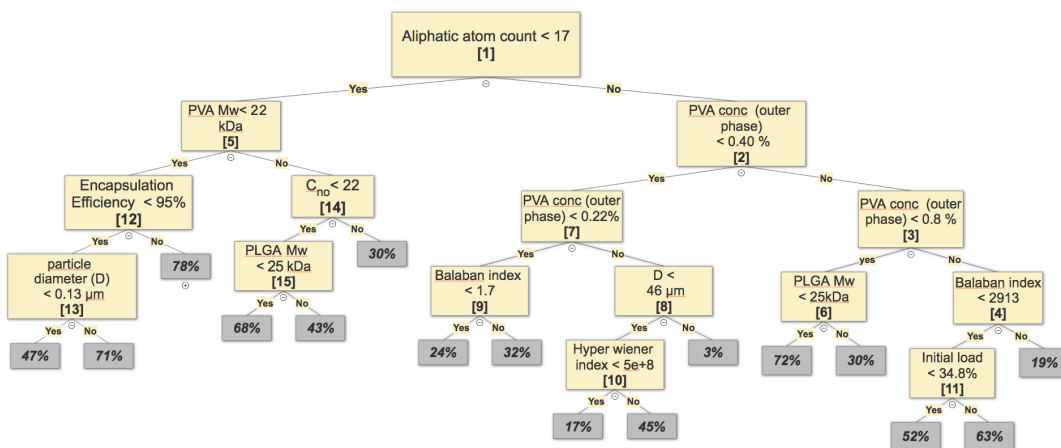 Aliphatic atom count < 17
[1]
Yes
No
PVA Mw< 22
kDa
[5]
PVA conc (outer
phase)
< 0.40 %
[2]
Yes
No
Yes
No
Encapsulation
Efficiency < 95%
[12]
Cno< 22
[14]
PVA conc (outer
phase) < 0.22%
[7]
PVA conc (outer
phase) < 0.8 %
[3]
Yes
No
Yes
No
Yes
No
yes
No
particle
diameter (D)
< 0.13 µm
[13]
78%
PLGA Mw
< 25 kDa
[15]
30%
Balaban index
< 1.7
[9]
D <
46 µm
[8]
PLGA Mw
< 25kDa
[6]
Balaban index
< 2913
[4]
Yes
No
Yes
No
Yes
No
Yes
No
Yes
No
Yes
No
47%
71%
68%
43%
24%
32%
Hyper wiener
index < 5e+8
[10]
3%
72%
30%
Initial load
< 34.8%
[11]
19%
Yes
No
Yes
No
17%
45%
52%
63%